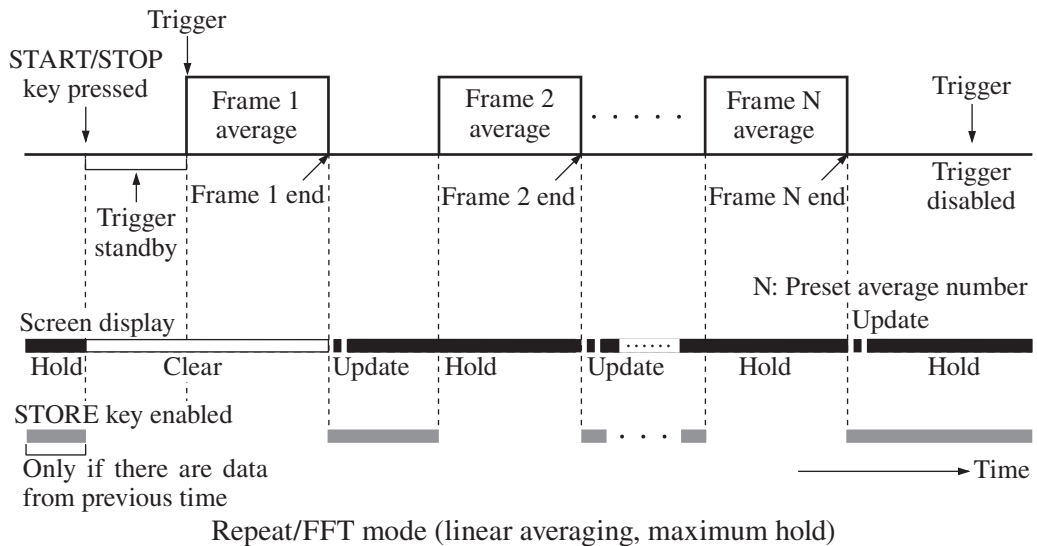 Trigger
START/STOP
key pressed
Frame 1
average
Frame 2
average
. . . . .
Frame N
average
Trigger
Frame 1 end
Frame 2 end
Frame N end
Trigger
disabled
Trigger
standby
N: Preset average number
Screen display
Update
Hold
Clear
Update
Hold
Update
Hold
Hold
STORE key enabled
Only if there are data
from previous time
Time
Repeat/FFT mode (linear averaging, maximum hold)